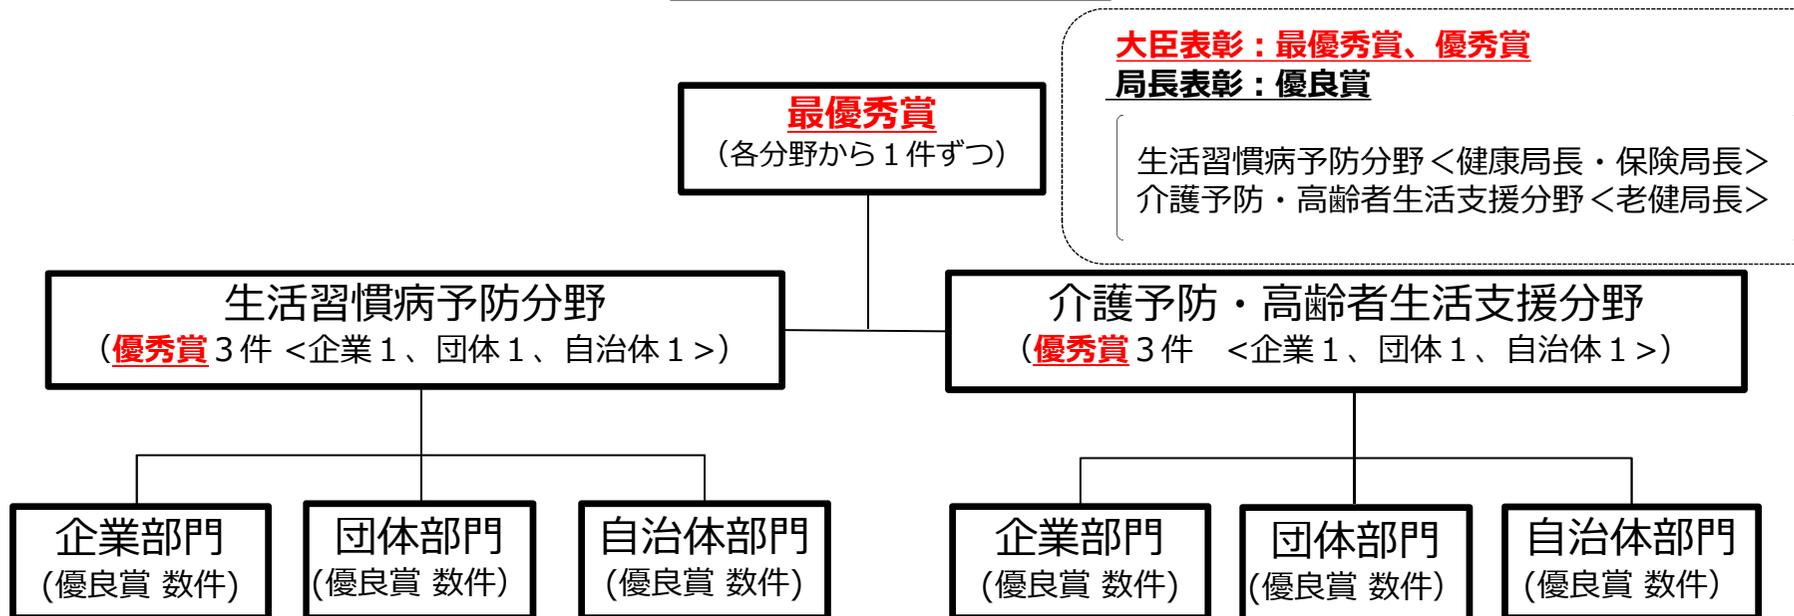 大臣表彰：最優秀賞、優秀賞
局長表彰：優良賞
生活習慣病予防分野＜健康局長・保険局長＞
介護予防・高齢者生活支援分野＜老健局長＞
最優秀賞
（各分野から１件ずつ）
生活習慣病予防分野
（優秀賞３件 <企業１、団体１、自治体１>）
介護予防・高齢者生活支援分野
（優秀賞３件　<企業１、団体１、自治体１>）
企業部門
(優良賞 数件)
団体部門
(優良賞 数件）
自治体部門
(優良賞 数件)
企業部門
(優良賞 数件)
団体部門
(優良賞 数件）
自治体部門
(優良賞 数件）